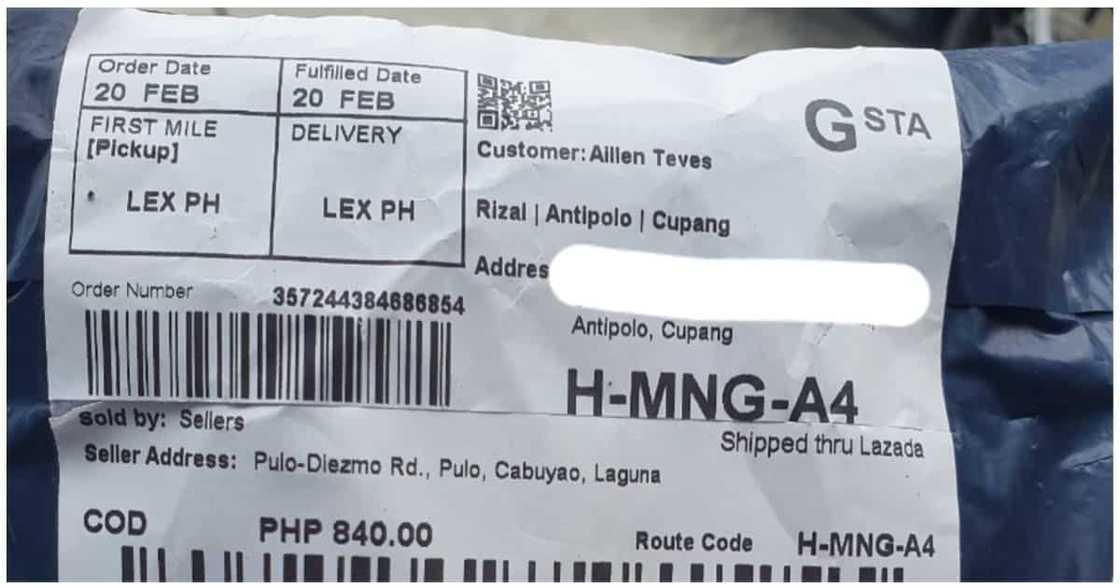 Order Date
20 FEB
Fulfilled Date
20 FEB
FIRST MILE
[Pickup]
LEX PH
DELIVERY
LEX PH
G STA
Customer: Aillen Teves
Rizal | Antipolo | Cupang
Addres
Antipolo, Cupang
Order Number 357244384686854
H-MNG-A4
sold by: Sellers
Shipped thru Lazada
Seller Address: Pulo-Diezmo Rd., Pulo, Cabuyao, Laguna
COD PHP 840.00 Route Code H-MNG-A4